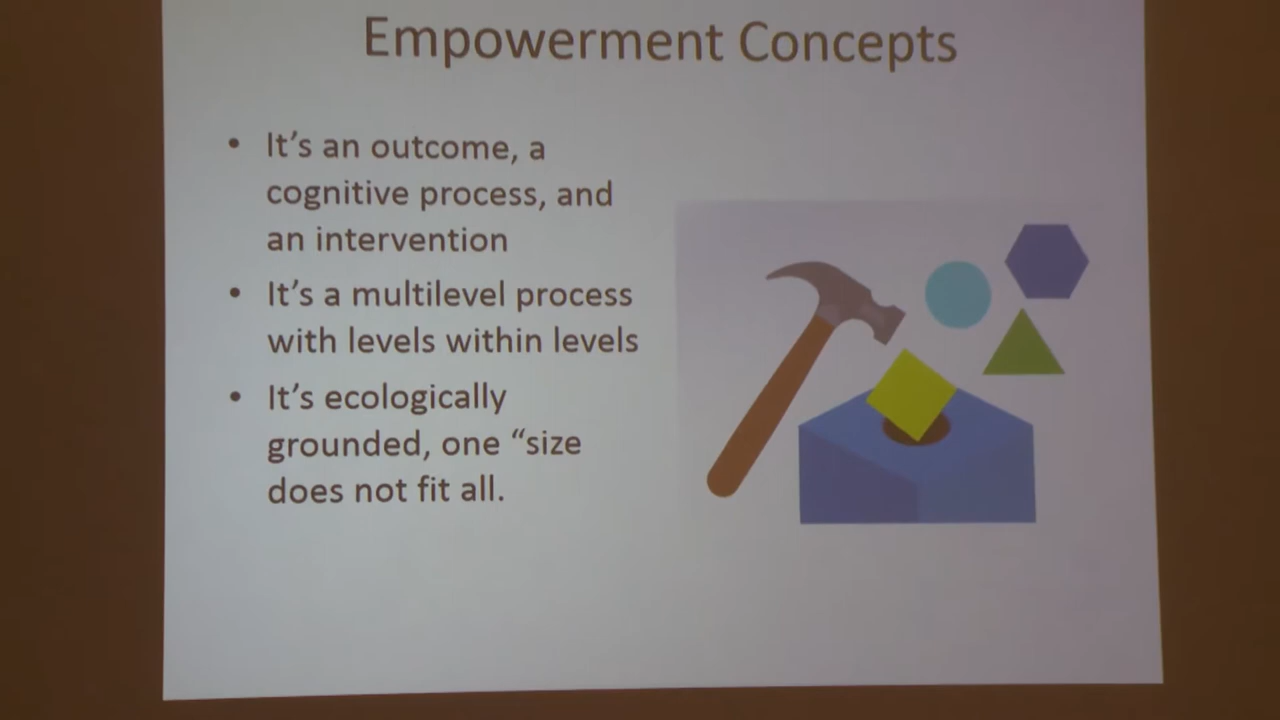 Empowerment Concepts
• It’s an outcome, a
cognitive process, and
an intervention
• It’s a multilevel process
with levels within levels
• It’s ecologically
grounded, one “size
does not fit all.